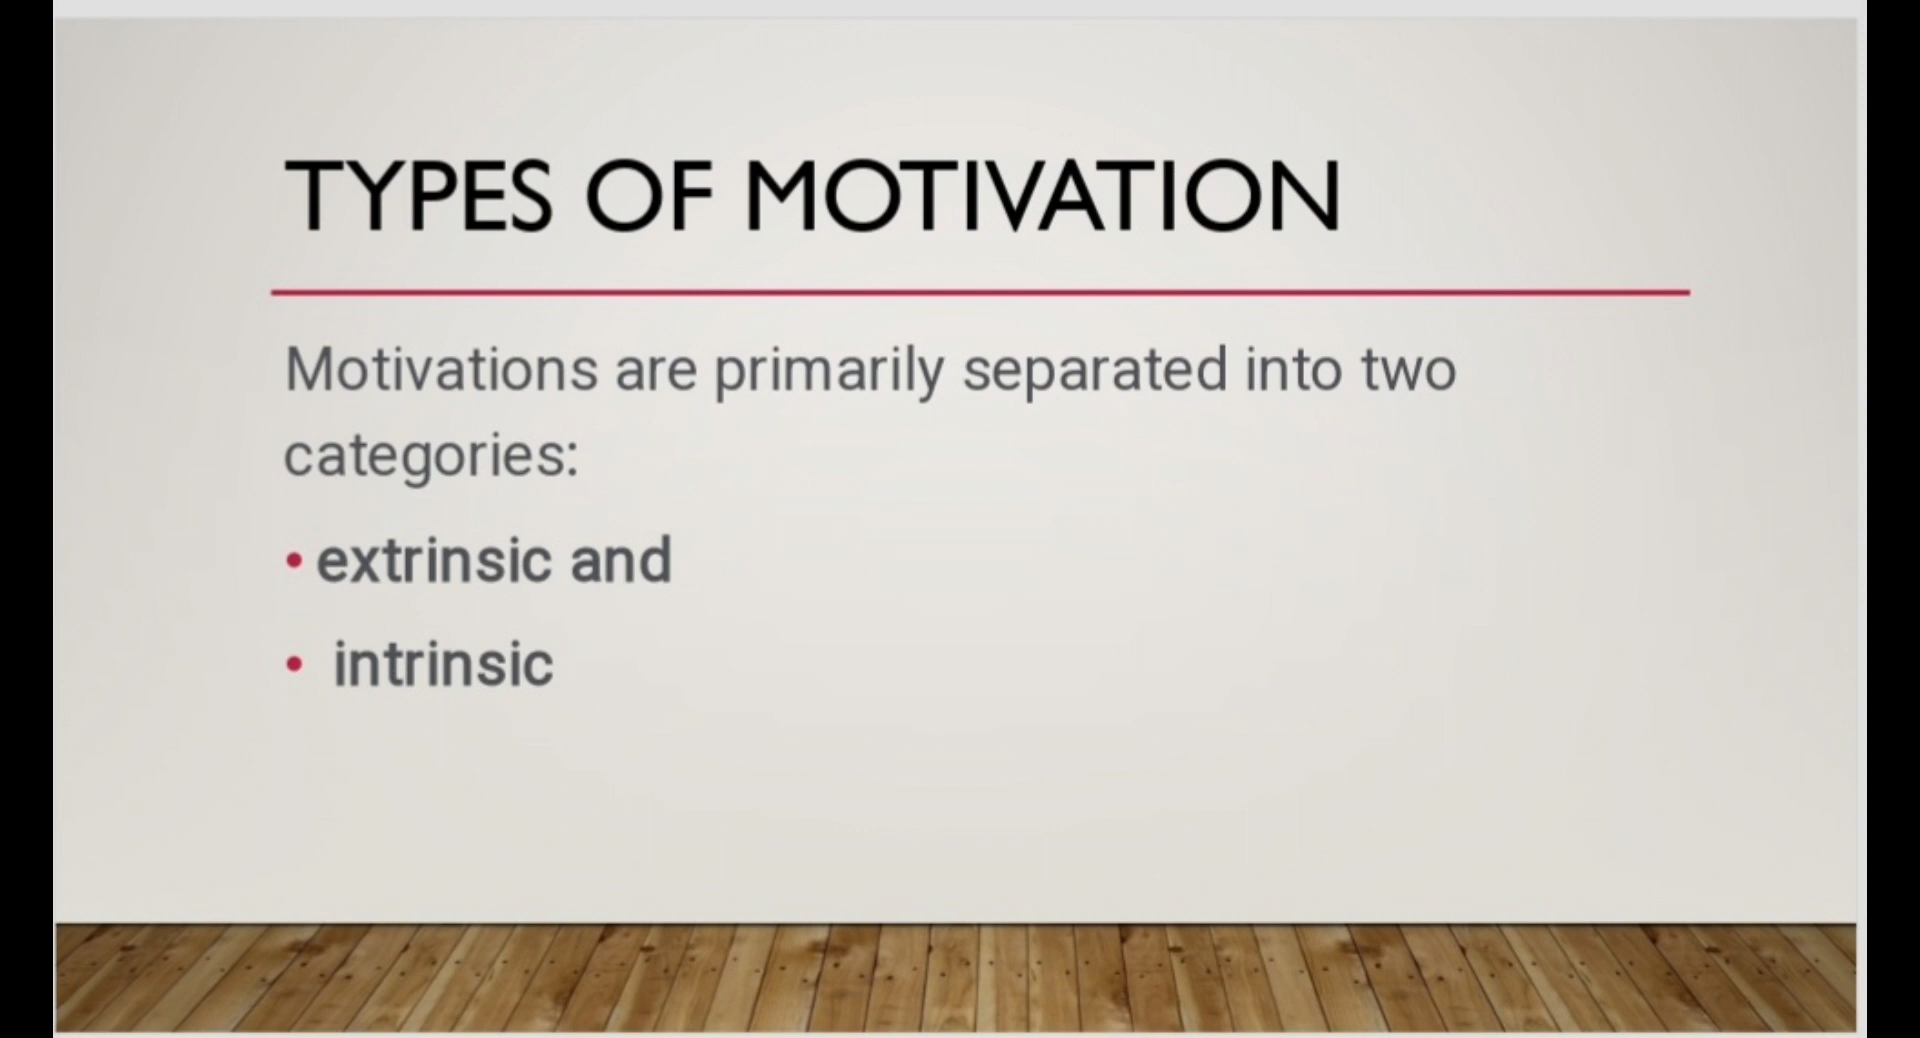 TYPES OF MOTIVATION
Motivations are primarily separated into two
categories:
• extrinsic and
• intrinsic